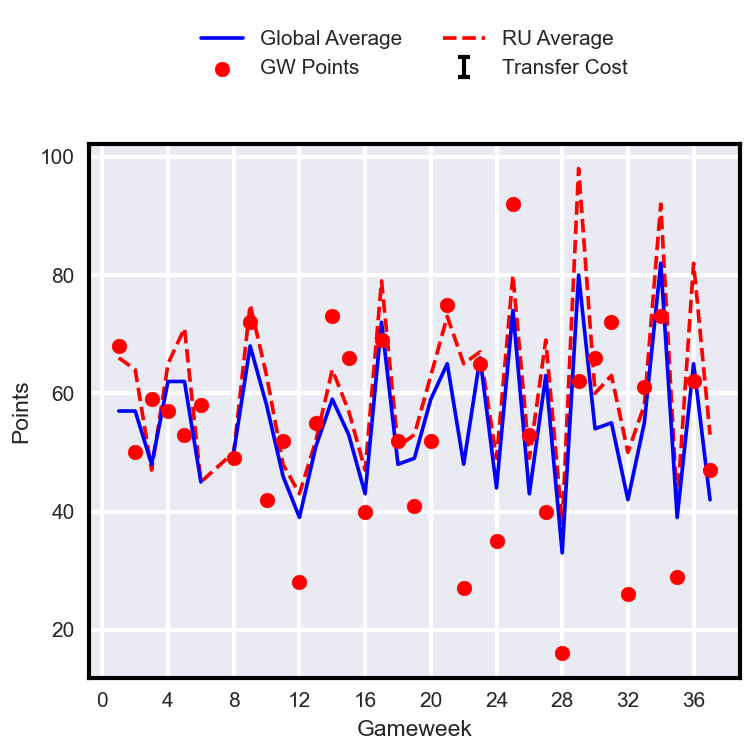 Global Average RU Average
GW Points Transfer Cost
100
80
60
40
20
Points
0 4 8 12 16 20 24 28 32 36
Gameweek